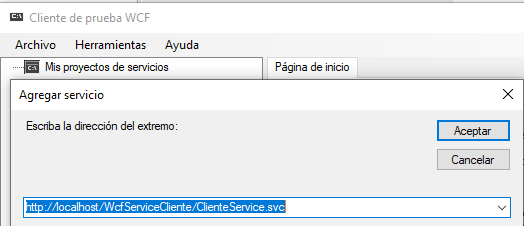 Cliente de prueba WCF
Archivo Herramientas Ayuda
Mis proyectos de servicios Página de inicio
Agregar servicio
Escriba la dirección del extremo:
Aceptar
Cancelar
http://localhost/WcfServiceCliente/ClienteService.svc